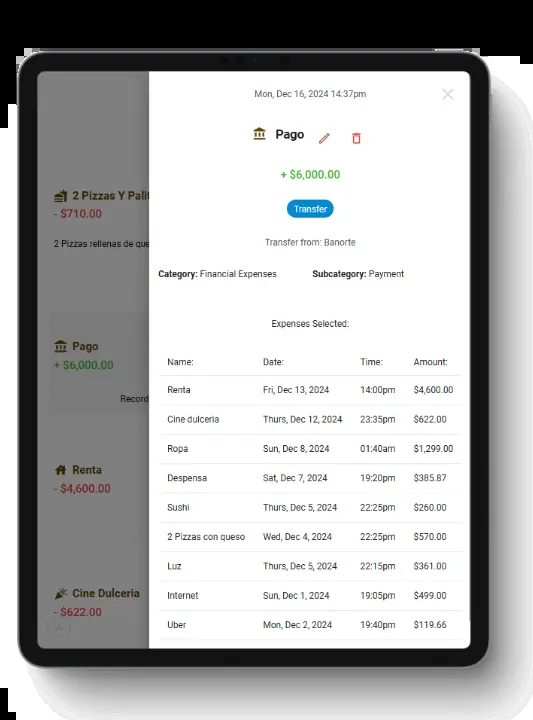 Mon, Dec 16, 2024 14:37pm
Pago
+ $6,000.00
Transfer
Transfer from: Banorte
Category: Financial Expenses Subcategory: Payment
Expenses Selected:
Name: Date: Time: Amount:
Renta Fri, Dec 13, 2024 14:00pm $4,600.00
Cine dulceria Thurs, Dec 12, 2024 23:35pm $622.00
Ropa Sun, Dec 8, 2024 01:40am $1,299.00
Despensa Sat, Dec 7, 2024 19:20pm $385.87
Sushi Thurs, Dec 5, 2024 22:25pm $260.00
2 Pizzas con queso Wed, Dec 4, 2024 22:25pm $570.00
Luz Thurs, Dec 5, 2024 22:15pm $361.00
Internet Sun, Dec 1, 2024 19:05pm $499.00
Uber Mon, Dec 2, 2024 19:40pm $119.66
2 Pizzas Y Palit
- $710.00
2 Pizzas rellenas de que
Pago
+ $6,000.00
Record
Renta
- $4,600.00
Cine Dulceria
- $622.00